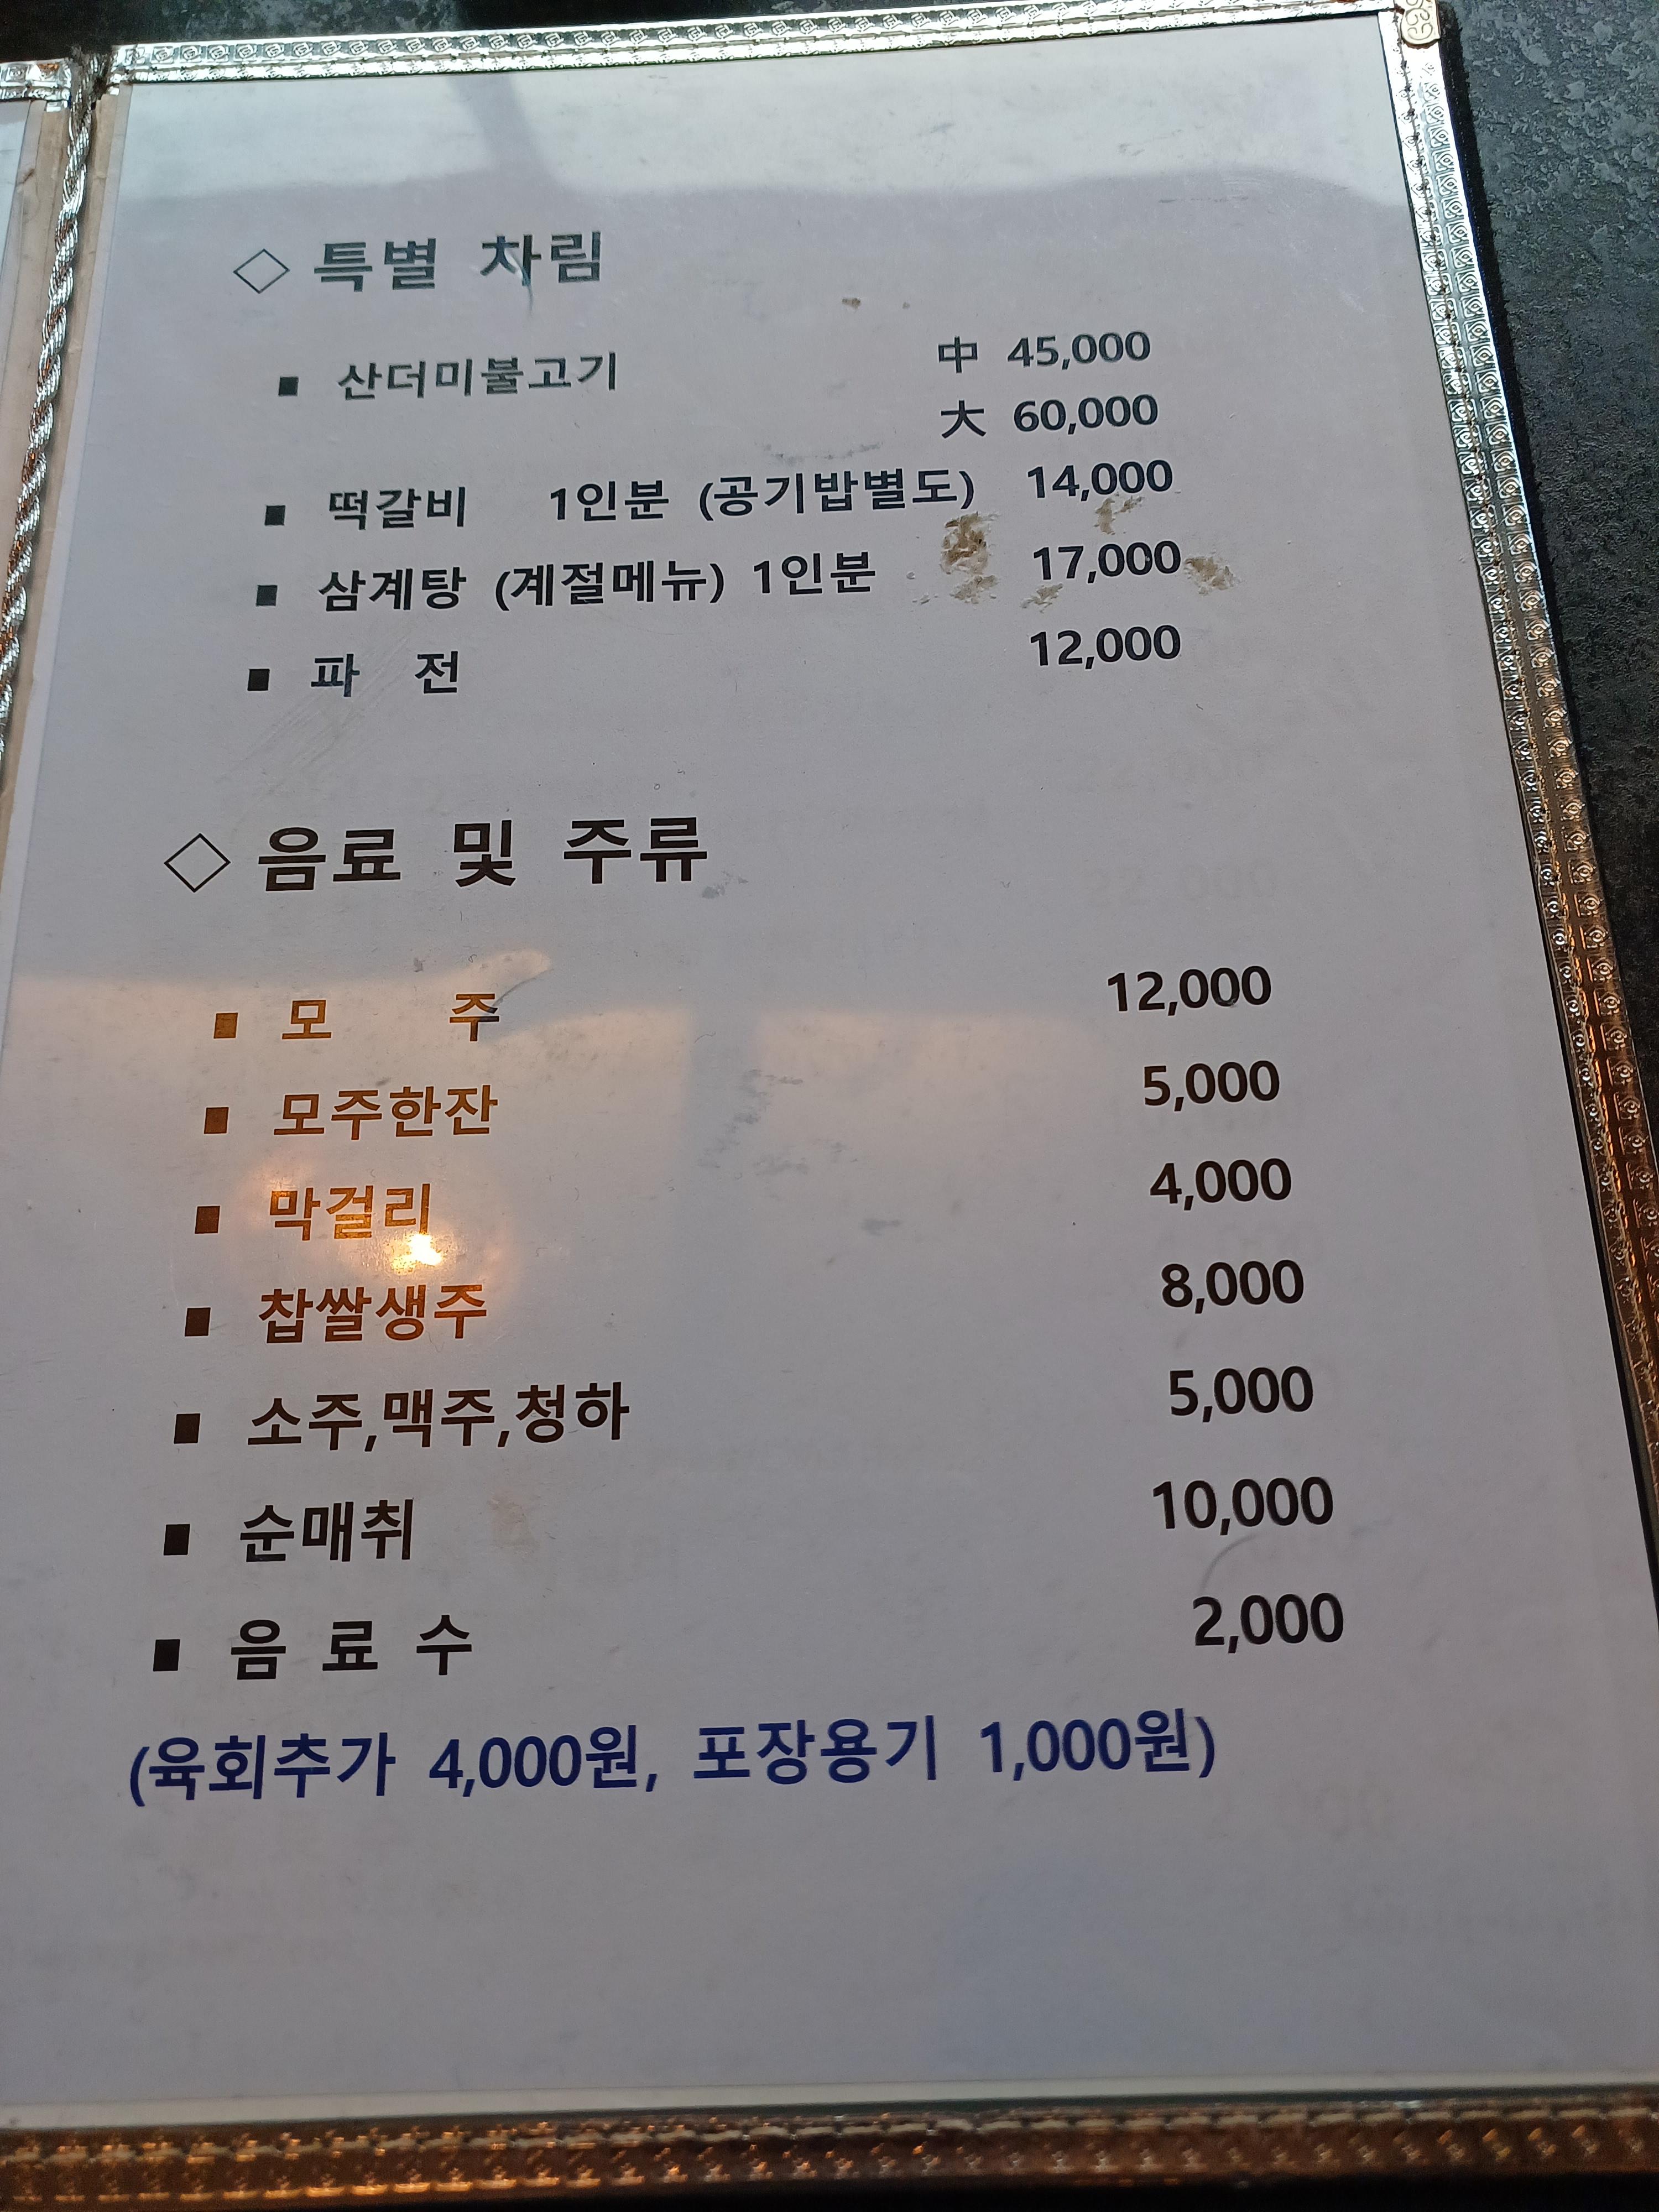 ◇ 특별 차림
▪ 산더미불고기 中 45,000
大 60,000
▪ 떡갈비 1인분 (공기밥별도) 14,000
▪ 삼계탕 (계절메뉴) 1인분 17,000
▪ 파 전 12,000
◇ 음료 및 주류
▪ 모 주 12,000
▪ 모주한잔 5,000
▪ 막걸리 4,000
▪ 찹쌀생주 8,000
▪ 소주,맥주,청하 5,000
▪ 순매취 10,000
▪ 음 료 수 2,000
(육회추가 4,000원, 포장용기 1,000원)